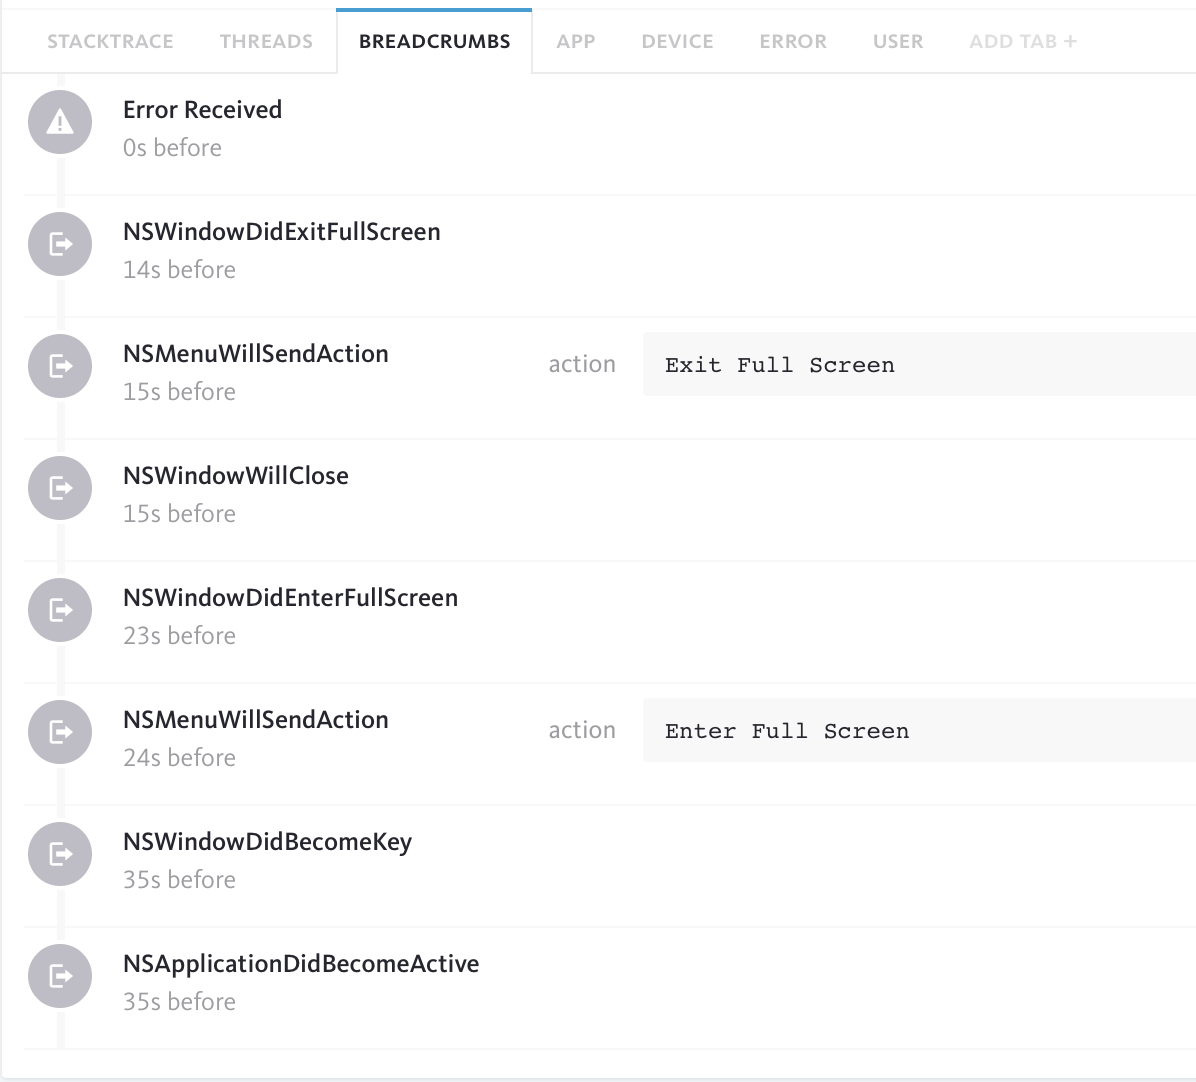 STACKTRACE THREADS BREADCRUMBS APP DEVICE ERROR USER ADD TAB +
Error Received
0s before
NSWindowDidExitFullScreen
14s before
NSMenuWillSendAction action Exit Full Screen
15s before
NSWindowWillClose
15s before
NSWindowDidEnterFullScreen
23s before
NSMenuWillSendAction action Enter Full Screen
24s before
NSWindowDidBecomeKey
35s before
NSApplicationDidBecomeActive
35s before